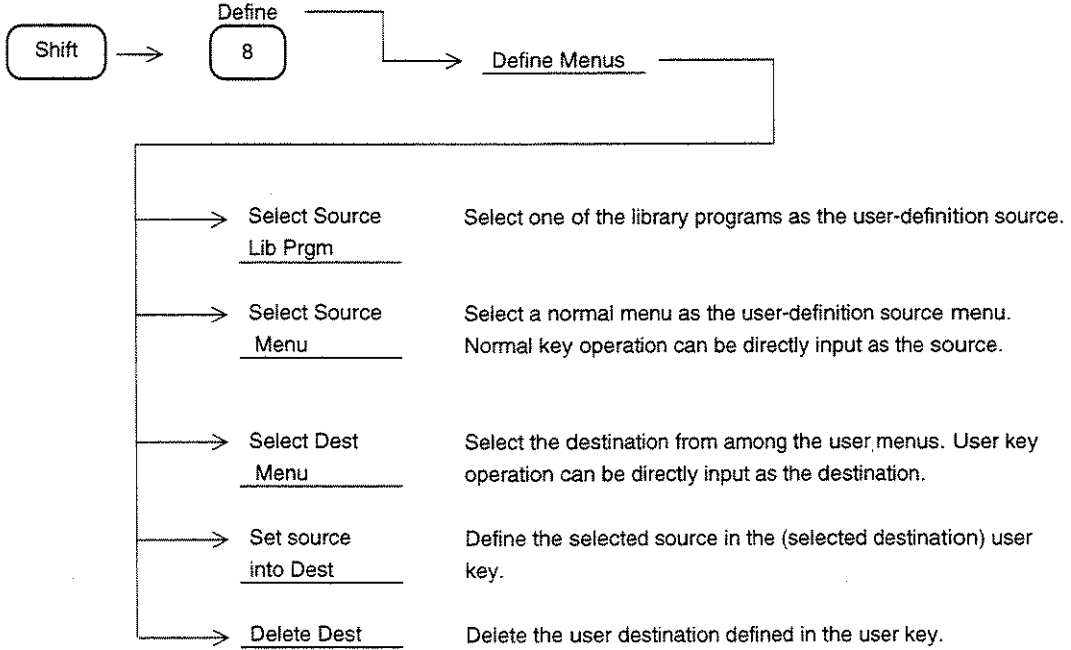 Define
Shift
8
Define Menus
Select Source
Lib Prgm
Select one of the library programs as the user-definition source.
Select Source
Menu
Select a normal menu as the user-definition source menu.
Normal key operation can be directly input as the source.
Select Dest
Menu
Select the destination from among the user menus. User key
operation can be directly input as the destination.
Set source
into Dest
Define the selected source in the (selected destination) user
key.
Delete Dest
Delete the user destination defined in the user key.